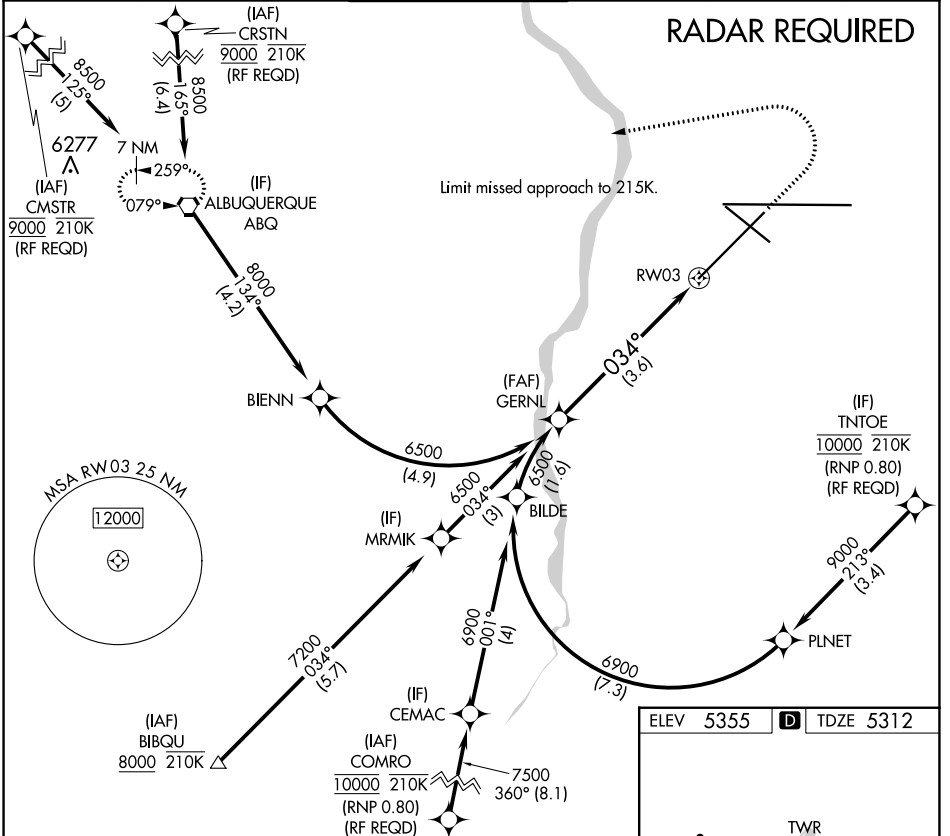 RADAR REQUIRED
(IAF)
CRSTN
9000 210K
(RF REQD)
8500
125°
(5)
8500
165°
(6.4)
6277
7 NM
259°
079°
(IAF)
CMSTR
9000 210K
(RF REQD)
(IF)
ALBUQUERQUE
ABQ
Limit missed approach to 215K.
8000
134°
(4.2)
RW03
034°
(3.6)
BIENN
(FAF)
GERNL
6500
(4.9)
6500
(1.6)
6500
034°
(3)
BILDE
(IF)
MRMIK
(IF)
TNTOE
10000 210K
(RNP 0.80)
(RF REQD)
9000
213°
(3.4)
PLNET
MSA RW03 25 NM
12000
7200
034°
(5.7)
6900
001°
(4)
6900
(7.3)
(IAF)
BIBQU
8000 210K
(IF)
CEMAC
(IAF)
COMRO
10000 210K
(RNP 0.80)
(RF REQD)
7500
360° (8.1)
ELEV 5355 D TDZE 5312
TWR